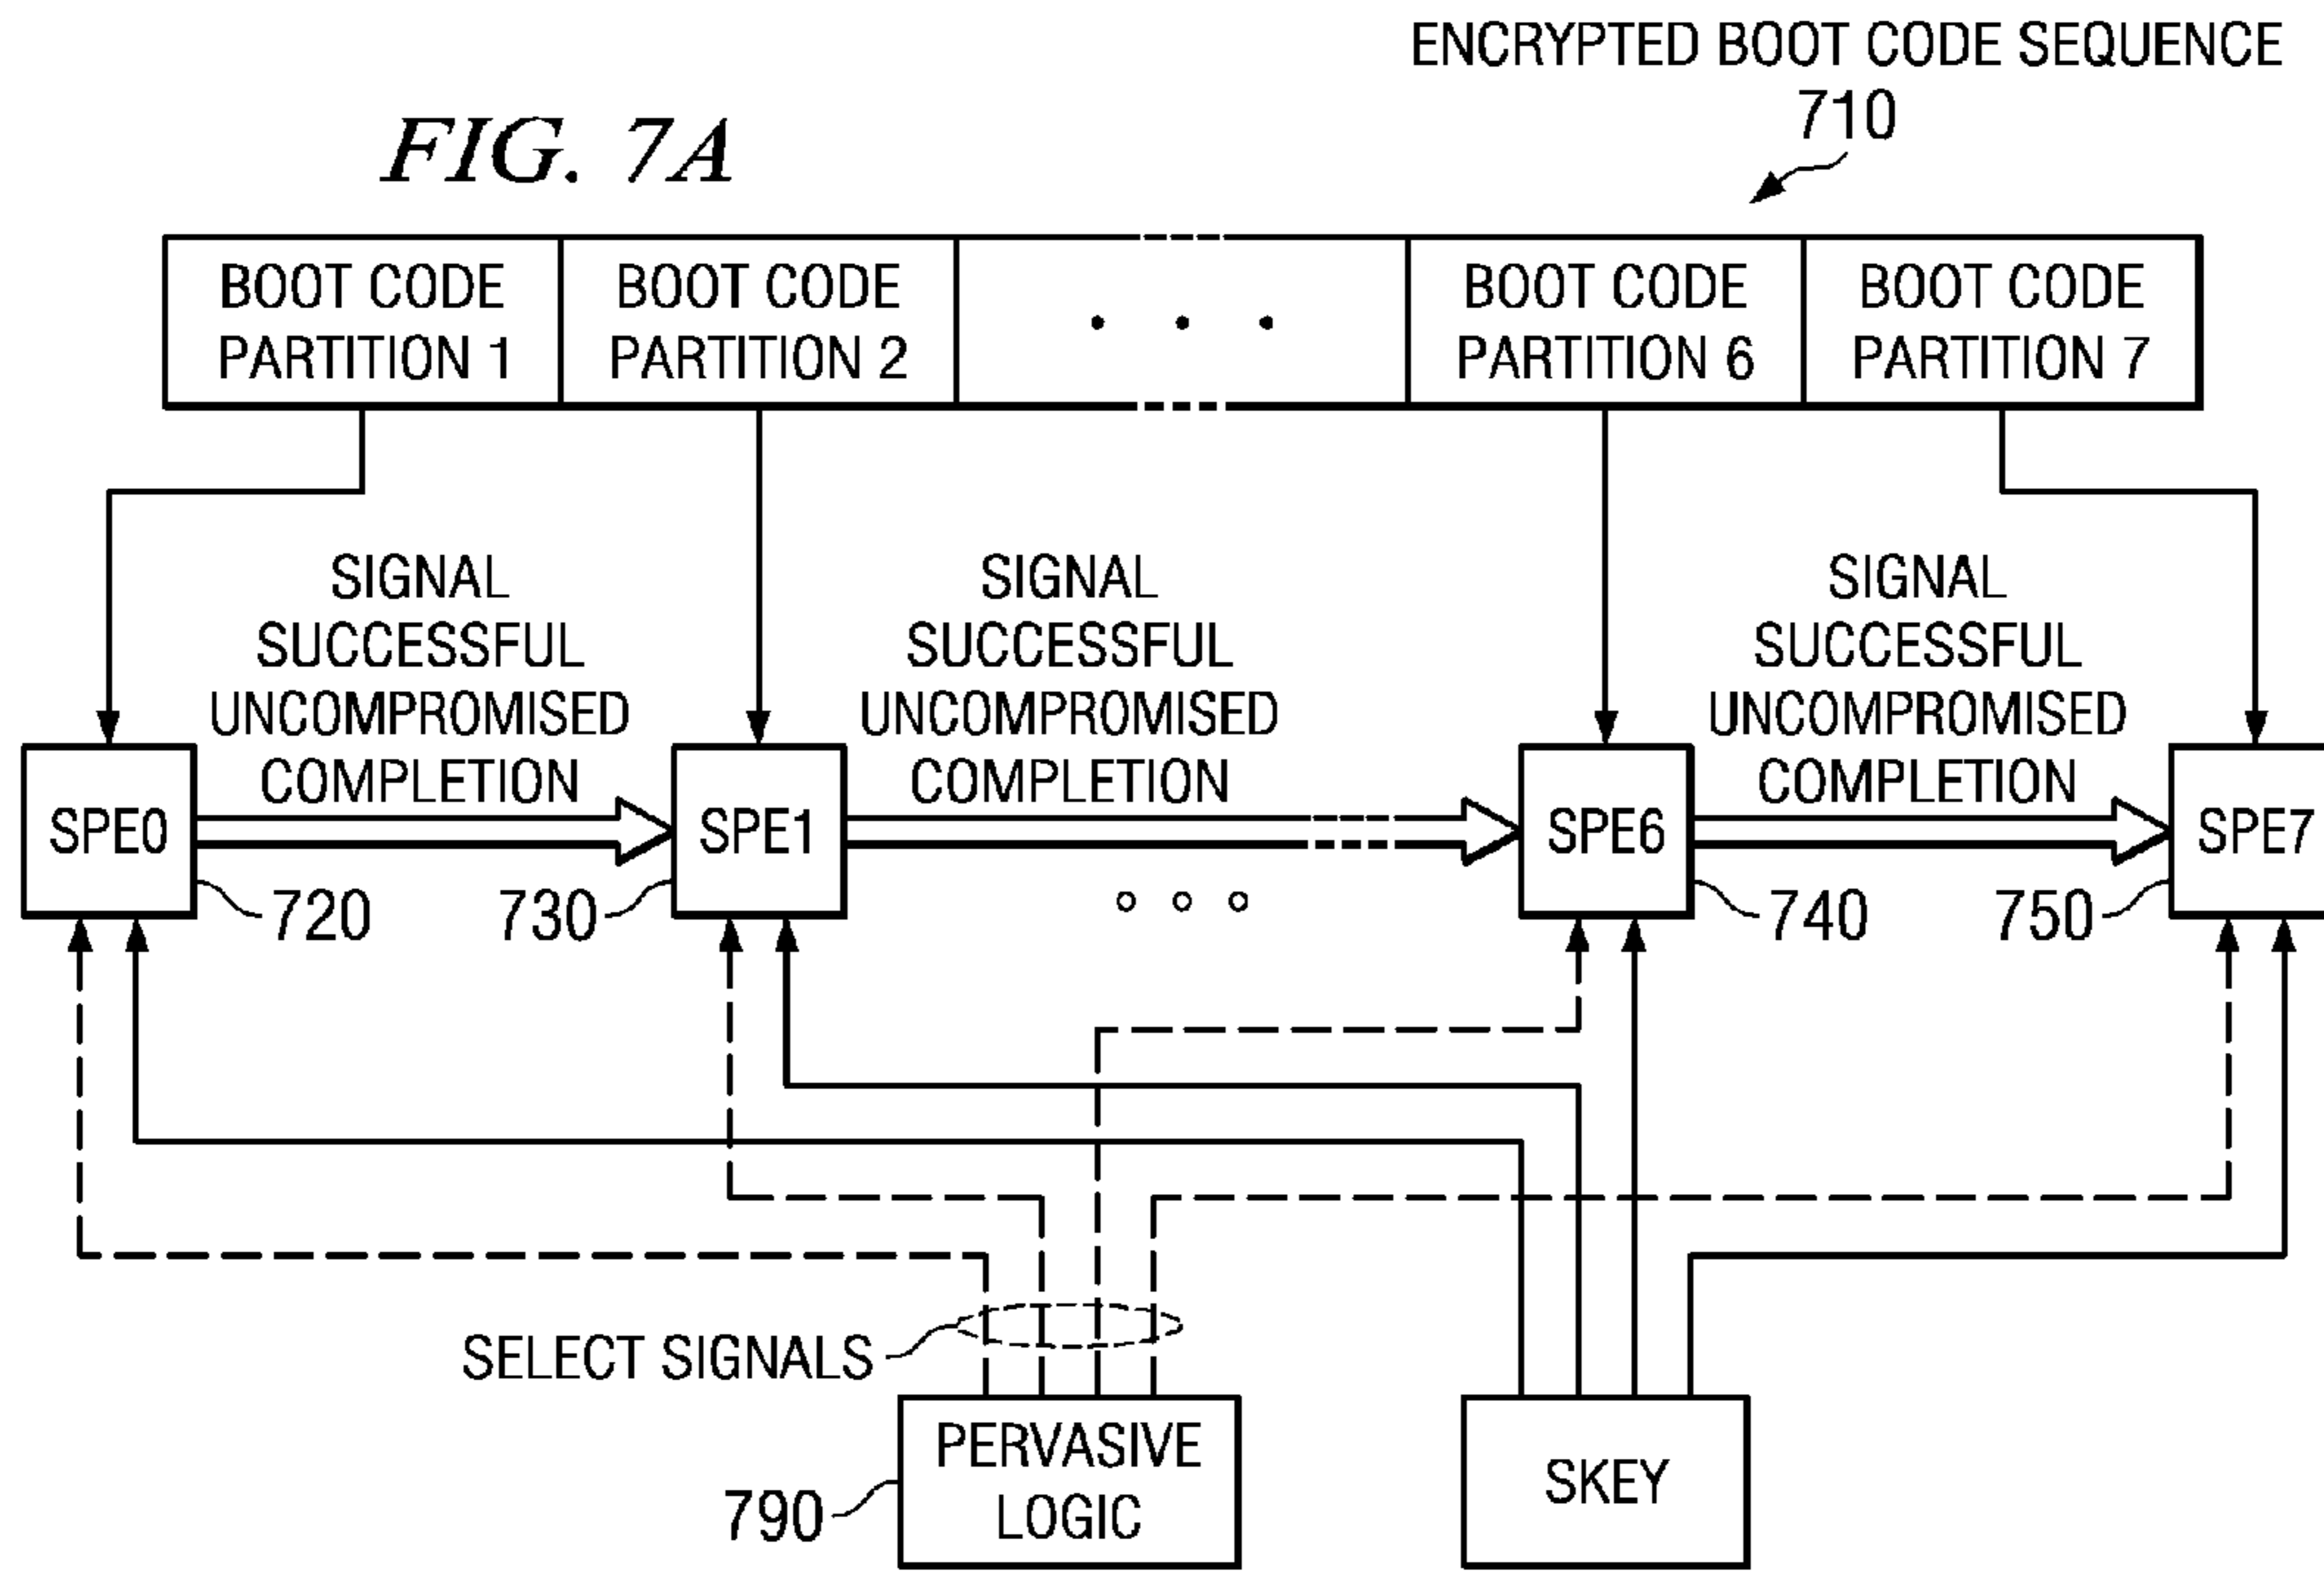 ENCRYPTED BOOT CODE SEQUENCE
710
FIG. 7A
BOOT CODE
PARTITION 1
BOOT CODE
PARTITION 2
BOOT CODE
PARTITION 6
BOOT CODE
PARTITION 7
SIGNAL
SUCCESSFUL
UNCOMPROMISED
COMPLETION
SIGNAL
SUCCESSFUL
UNCOMPROMISED
COMPLETION
SIGNAL
SUCCESSFUL
UNCOMPROMISED
COMPLETION
SPE0
SPE1
SPE6
SPE7
720
730
740
750
SELECT SIGNALS
PERVASIVE
LOGIC
790
SKEY